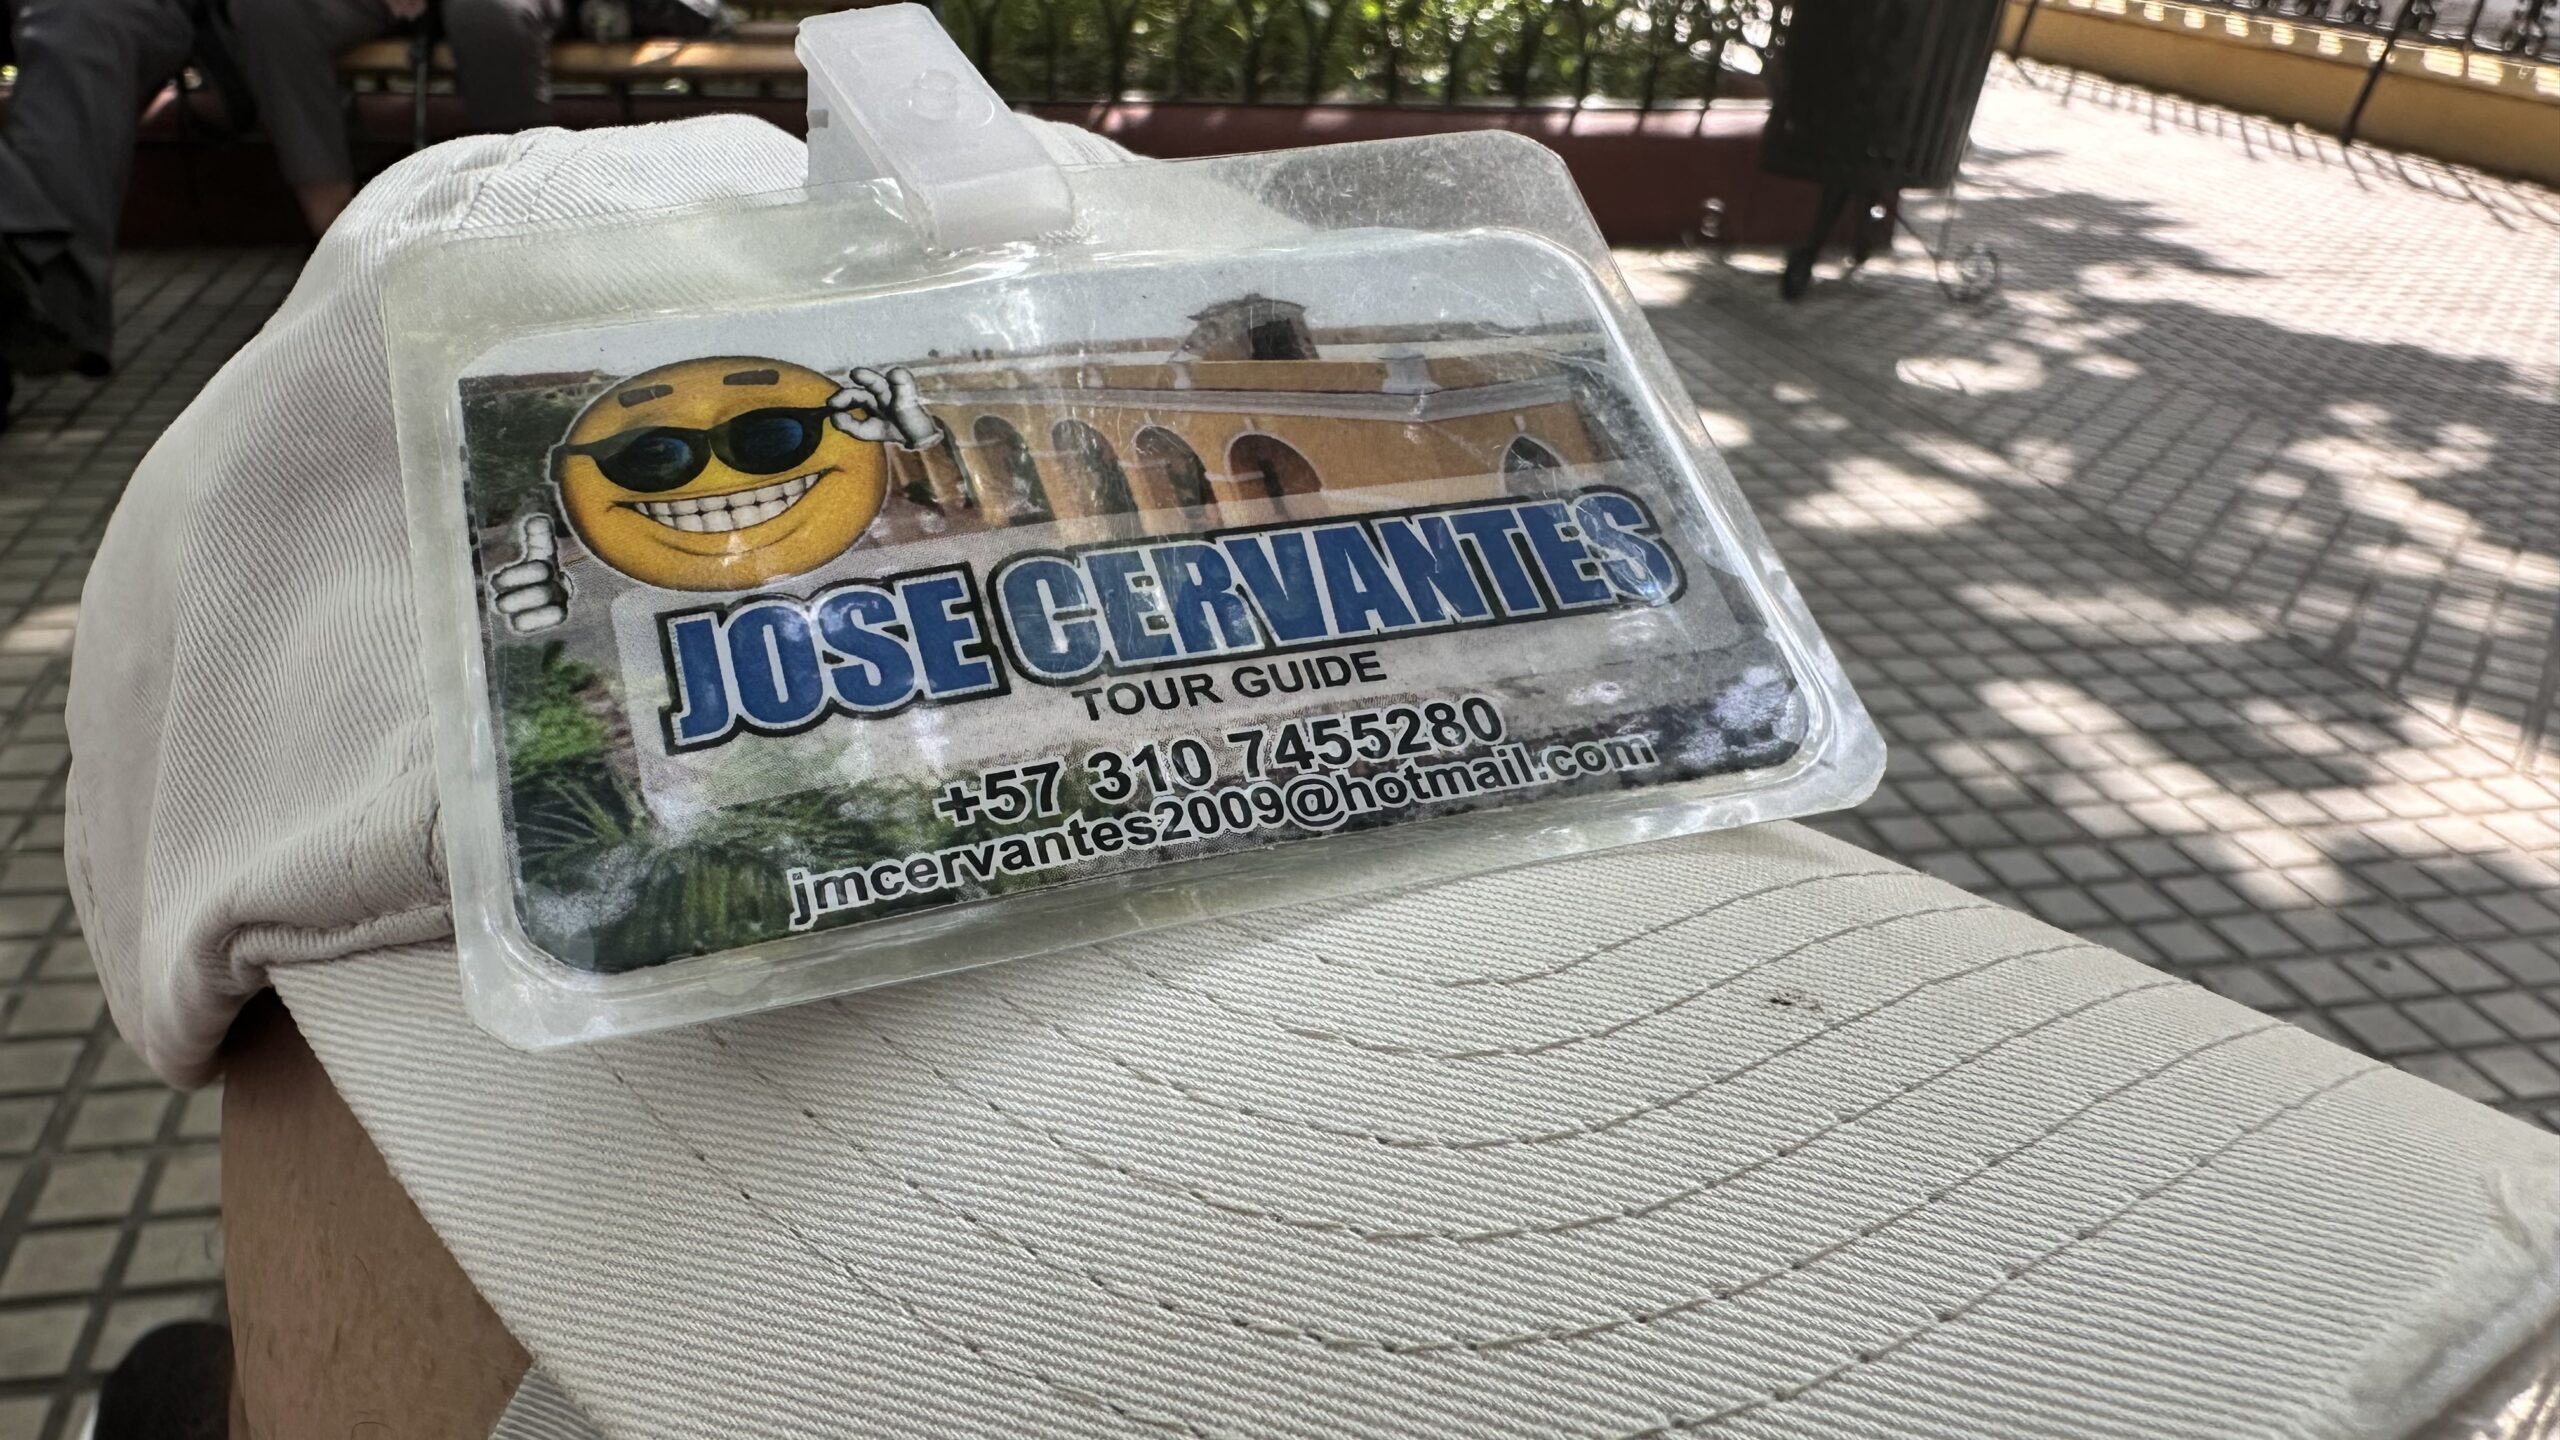 JOSE CERVANTES
TOUR GUIDE
+57 310 7455280
jmcervantes2009@hotmail.com